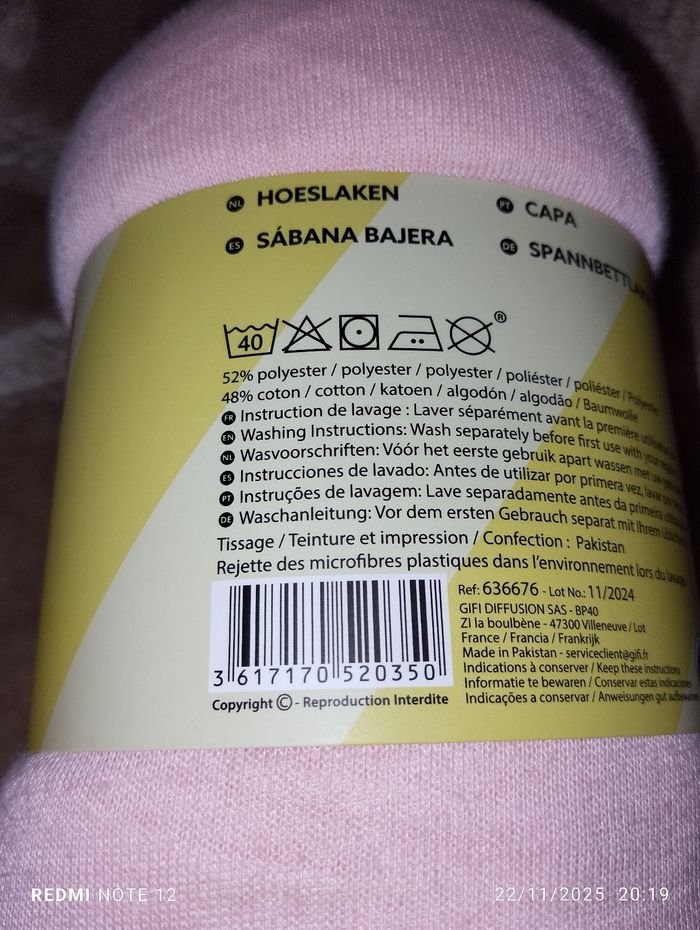 NL HOESLAKEN
PT CAPA
ES SÁBANA BAJERA
DE SPANNBETTLAK
40
®
52% polyester / polyester / polyester / poliéster / poliéster / Polyester
48% coton / cotton / katoen / algodón / algodão / Baumwolle
FR Instruction de lavage : Laver séparément avant la première utilisation
EN Washing Instructions: Wash separately before first use with your
NL Wasvoorschriften: Vóór het eerste gebruik apart wassen met uw
ES Instrucciones de lavado: Antes de utilizar por primera vez, lavar por
PT Instruções de lavagem: Lave separadamente antes da primeira
DE Waschanleitung: Vor dem ersten Gebrauch separat mit Ihrem
Tissage / Teinture et impression / Confection : Pakistan
Rejette des microfibres plastiques dans l'environnement lors du lavage.
3 617170 520350
Copyright © - Reproduction Interdite
Ref: 636676 - Lot No.: 11/2024
GIFI DIFFUSION SAS - BP40
ZI la boulbène - 47300 Villeneuve / Lot
France / Francia / Frankrijk
Made in Pakistan - serviceclient@gifi.fr
Indications à conserver / Keep these instructions
Informatie te bewaren / Conservar estas indicaciones
Indicações a conservar / Anweisungen gut aufbewahren
REDMI NOTE 12
22/11/2025 20:19